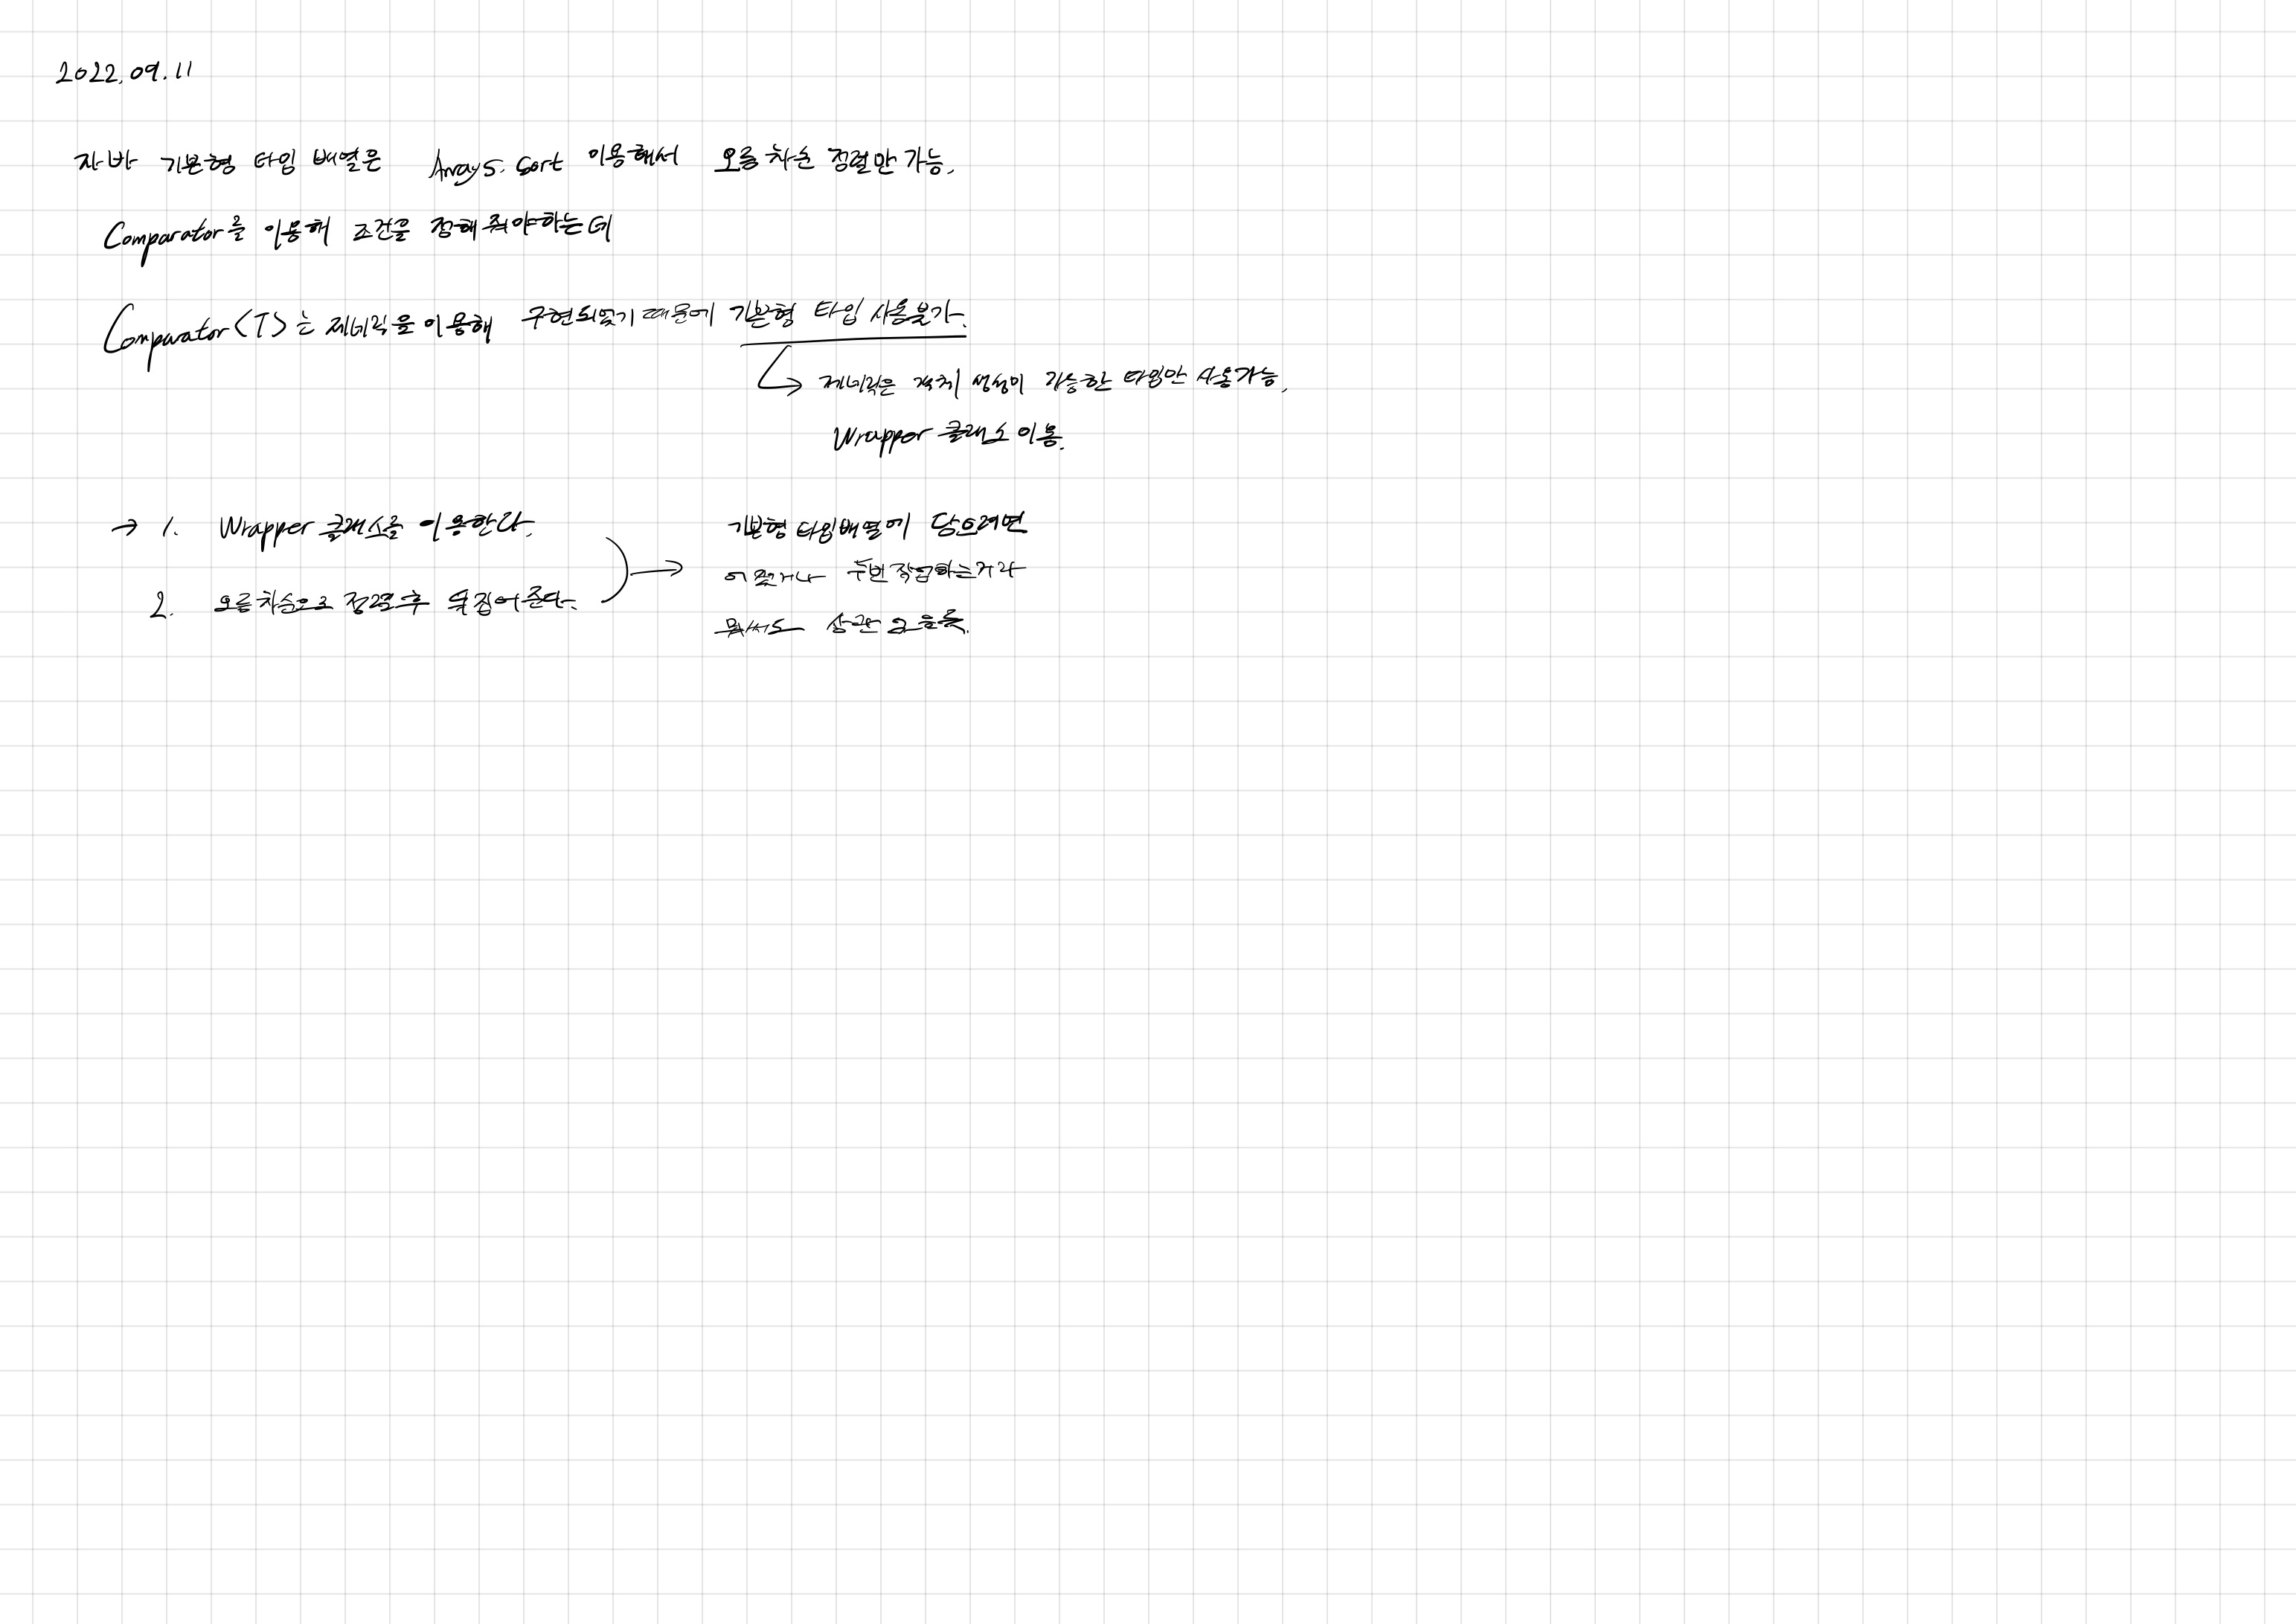 2022.09.11
자바 기본형 타입 배열은 Arrays.sort 이용해서 오름차순 정렬만 가능.
Comparator를 이용해 조건을 정해줘야하는데
Comparator<T>는 제네릭을 이용해 구현되있기 때문에 기본형 타입 사용불가.
→ 제네릭은 객체 생성이 가능한 타입만 사용가능.
Wrapper 클래스 이용.
→ 1. Wrapper 클래스를 이용한다.
2. 오름차순으로 정렬 후 뒤집어준다.
→ 기본형 타입배열에 담으려면
어쨌거나 두번 작업하는거라
뭘써도 상관 없을듯.